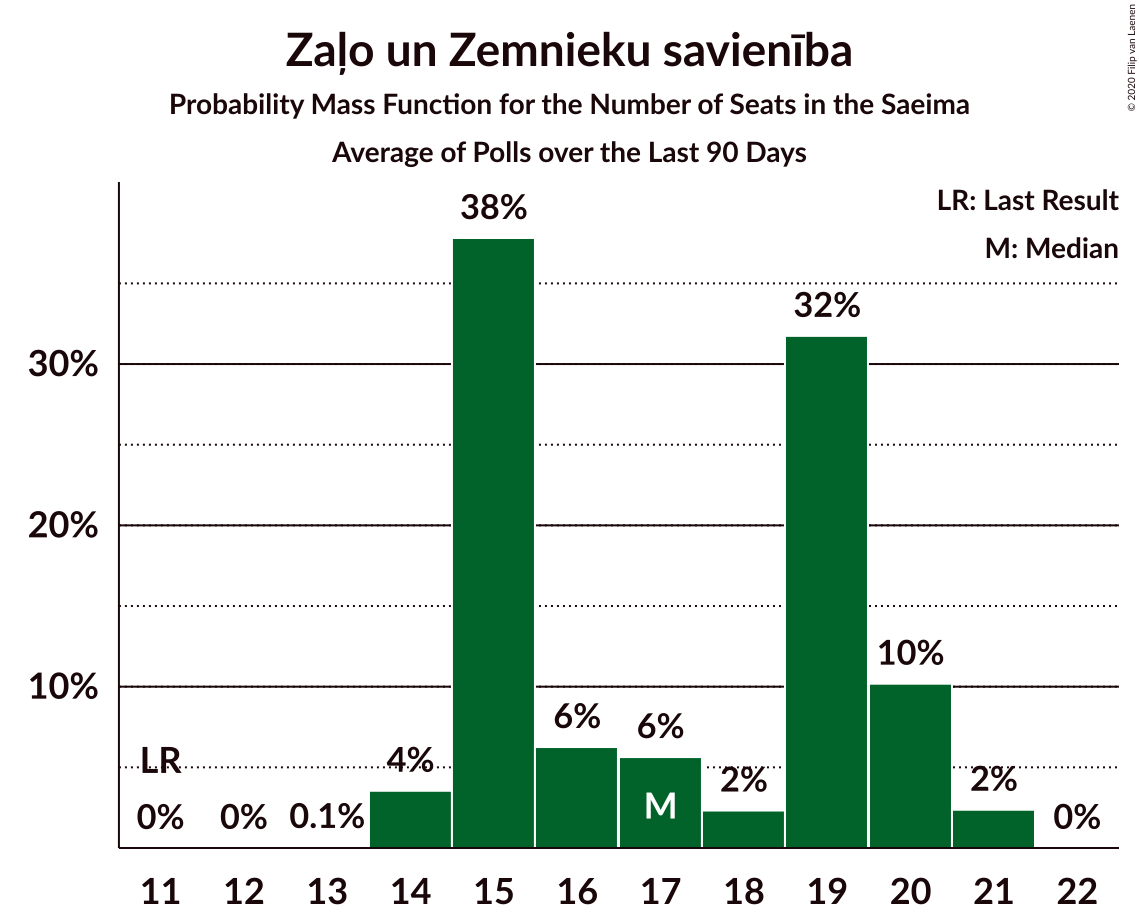 Zaļo un Zemnieku savienība
Probability Mass Function for the Number of Seats in the Saeima
Average of Polls over the Last 90 Days
© 2020 Filip van Laenen
LR: Last Result
M: Median
38%
32%
30%
20%
10%
10%
6%
6%
4%
2%
2%
LR
M
0%
0%
0.1%
0%
11 12 13 14 15 16 17 18 19 20 21 22